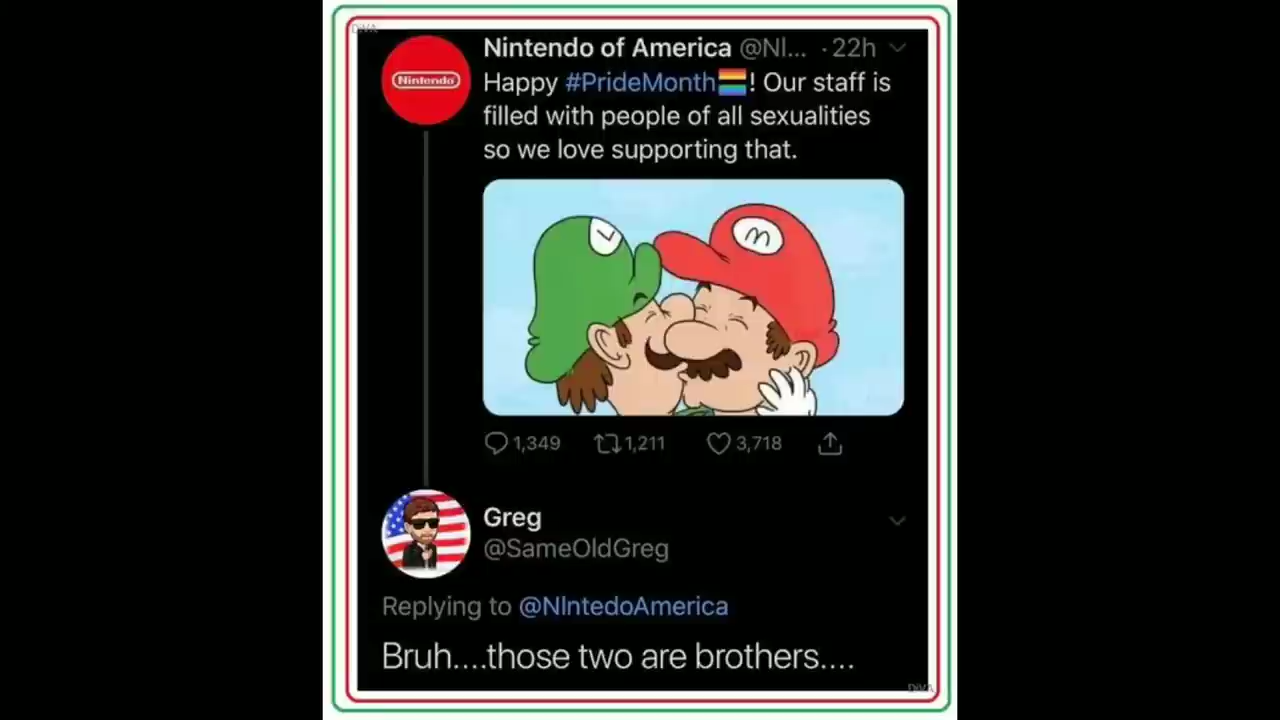 DiVA
Nintendo of America @NI... · 22h
Nintendo
Happy #PrideMonth🏳️‍🌈! Our staff is
filled with people of all sexualities
so we love supporting that.
L
M
1,349 1,211 3,718
Greg
@SameOldGreg
Replying to @NIntedoAmerica
Bruh....those two are brothers....
DiVA